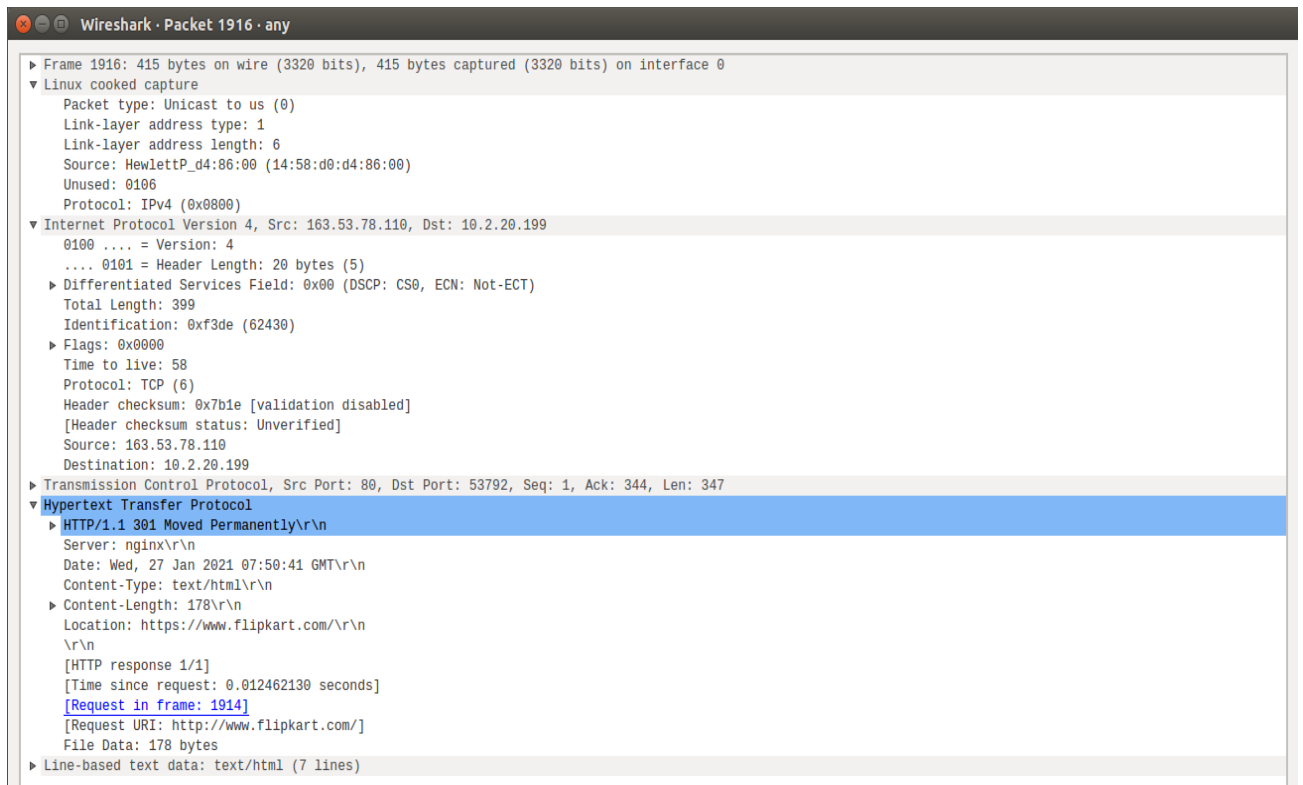 Wireshark · Packet 1916 · any
Frame 1916: 415 bytes on wire (3320 bits), 415 bytes captured (3320 bits) on interface 0
Linux cooked capture
Packet type: Unicast to us (0)
Link-layer address type: 1
Link-layer address length: 6
Source: HewlettP_d4:86:00 (14:58:d0:d4:86:00)
Unused: 0106
Protocol: IPv4 (0x0800)
Internet Protocol Version 4, Src: 163.53.78.110, Dst: 10.2.20.199
0100 .... = Version: 4
.... 0101 = Header Length: 20 bytes (5)
Differentiated Services Field: 0x00 (DSCP: CS0, ECN: Not-ECT)
Total Length: 399
Identification: 0xf3de (62430)
Flags: 0x0000
Time to live: 58
Protocol: TCP (6)
Header checksum: 0x7b1e [validation disabled]
[Header checksum status: Unverified]
Source: 163.53.78.110
Destination: 10.2.20.199
Transmission Control Protocol, Src Port: 80, Dst Port: 53792, Seq: 1, Ack: 344, Len: 347
Hypertext Transfer Protocol
HTTP/1.1 301 Moved Permanently\r\n
Server: nginx\r\n
Date: Wed, 27 Jan 2021 07:50:41 GMT\r\n
Content-Type: text/html\r\n
Content-Length: 178\r\n
Location: https://www.flipkart.com/\r\n
\r\n
[HTTP response 1/1]
[Time since request: 0.012462130 seconds]
[Request in frame: 1914]
[Request URI: http://www.flipkart.com/]
File Data: 178 bytes
Line-based text data: text/html (7 lines)